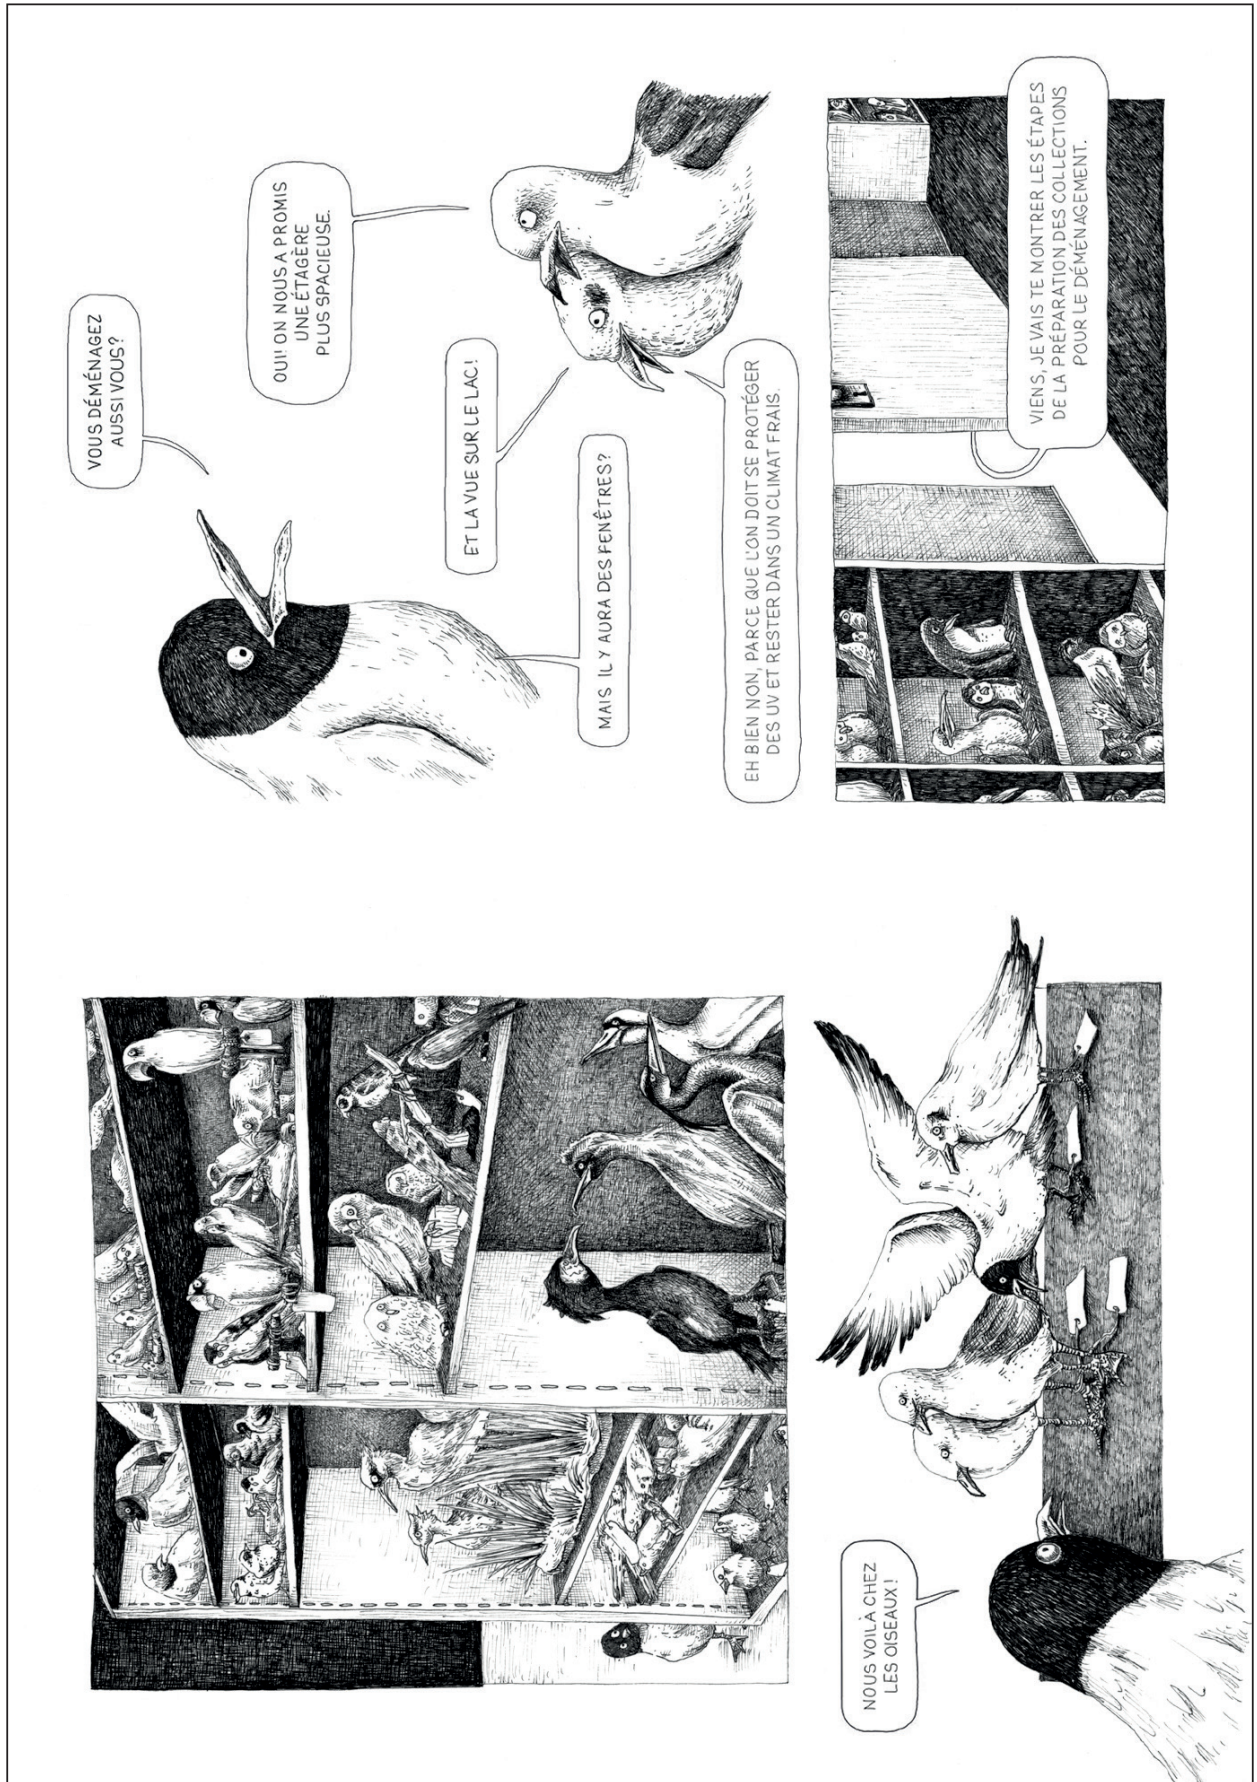 NOUS VOILÀ CHEZ
LES OISEAUX!
VOUS DÉMÉNAGEZ
AUSSI VOUS?
OUI! ON NOUS A PROMIS
UNE ÉTAGÈRE
PLUS SPACIEUSE.
ET LA VUE SUR LE LAC!
MAIS IL Y AURA DES FENÊTRES?
EH BIEN NON, PARCE QUE L'ON DOIT SE PROTÉGER
DES UV ET RESTER DANS UN CLIMAT FRAIS.
VIENS, JE VAIS TE MONTRER LES ÉTAPES
DE LA PRÉPARATION DES COLLECTIONS
POUR LE DÉMÉNAGEMENT.